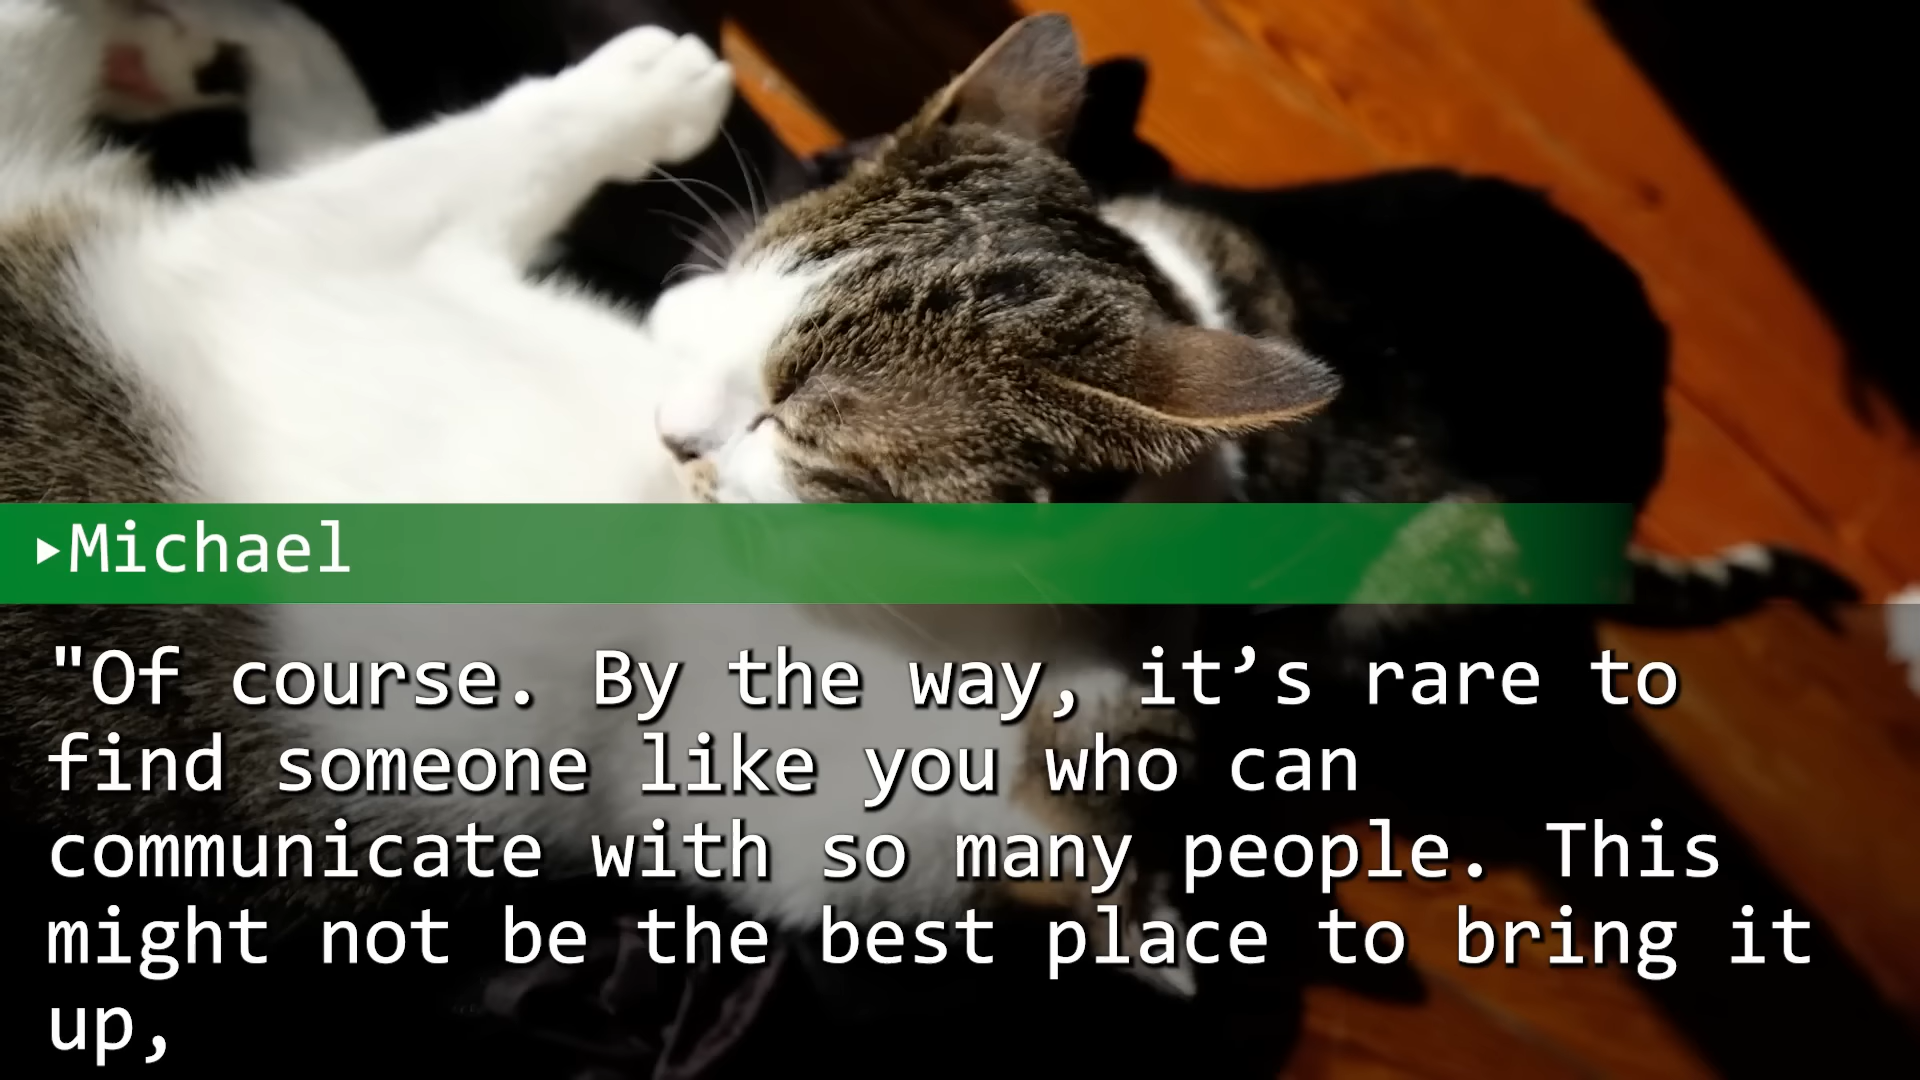 ▶Michael
"Of course. By the way, it’s rare to
find someone like you who can
communicate with so many people. This
might not be the best place to bring it
up,